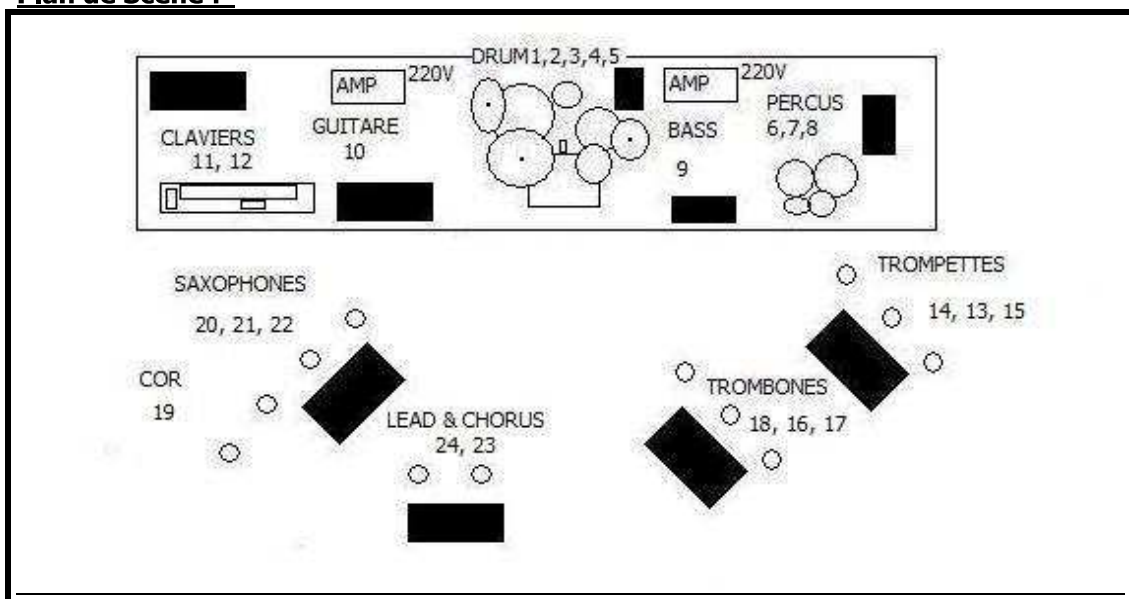 Plan de Scène :
DRUM1,2,3,4,5
AMP 220V
AMP 220V
CLAVIERS
11, 12
GUITARE
10
BASS
9
PERCUS
6,7,8
SAXOPHONES
20, 21, 22
TROMPETTES
14, 13, 15
COR
19
LEAD & CHORUS
24, 23
TROMBONES
18, 16, 17